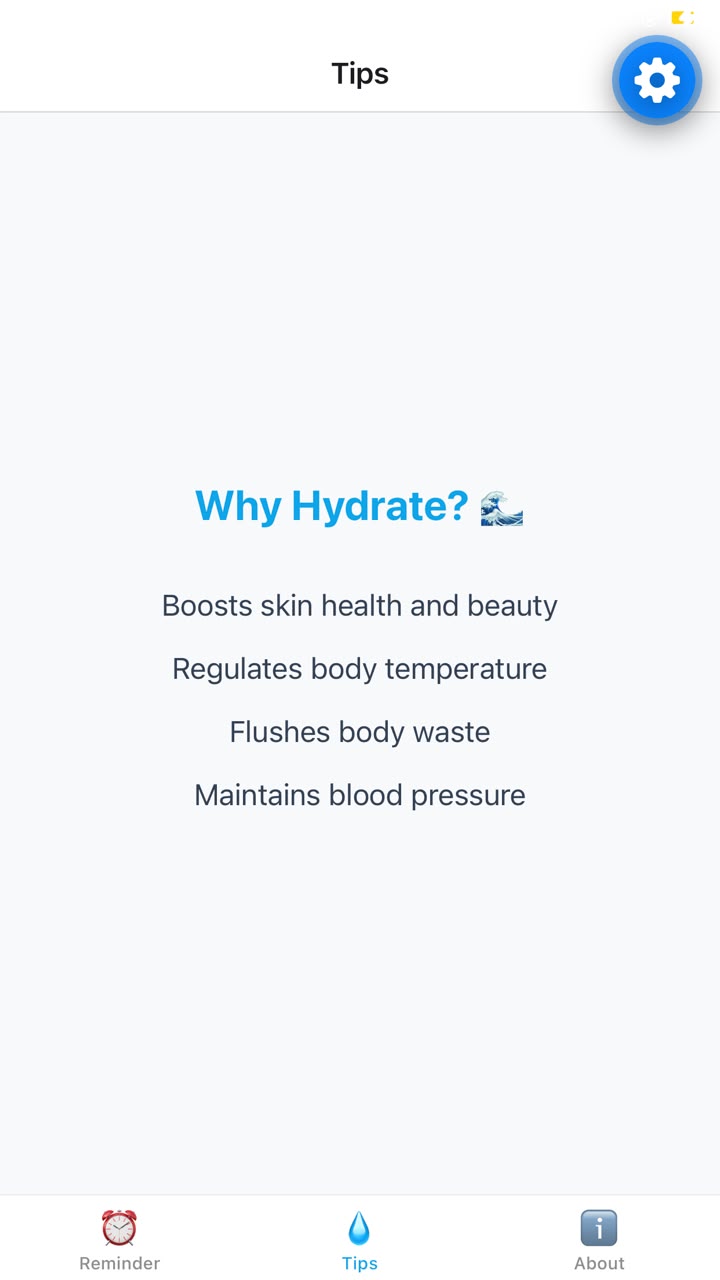 Tips
Why Hydrate? 🌊
Boosts skin health and beauty
Regulates body temperature
Flushes body waste
Maintains blood pressure
Reminder
Tips
About